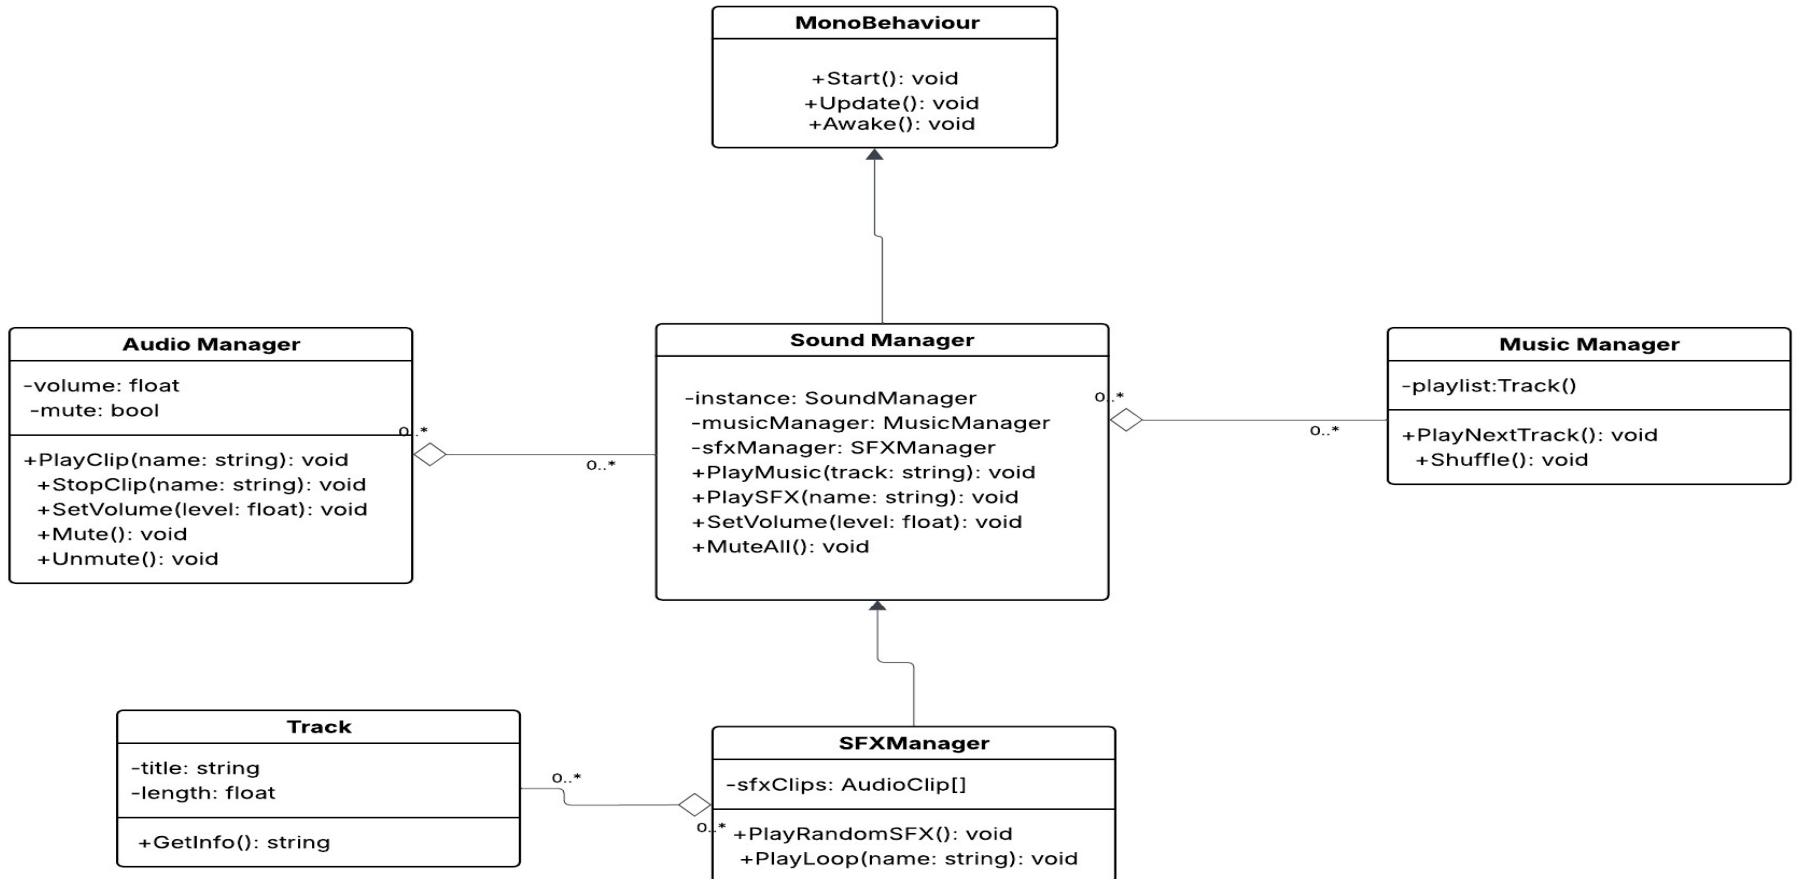 MonoBehaviour
+Start(): void
+Update(): void
+Awake(): void
Audio Manager
-volume: float
-mute: bool
+PlayClip(name: string): void
+StopClip(name: string): void
+SetVolume(level: float): void
+Mute(): void
+Unmute(): void
0..*
0..*
Sound Manager
-instance: SoundManager
-musicManager: MusicManager
-sfxManager: SFXManager
+PlayMusic(track: string): void
+PlaySFX(name: string): void
+SetVolume(level: float): void
+MuteAll(): void
0..*
0..*
Music Manager
-playlist:Track()
+PlayNextTrack(): void
+Shuffle(): void
Track
-title: string
-length: float
+GetInfo(): string
0..*
0..*
SFXManager
-sfxClips: AudioClip[]
+PlayRandomSFX(): void
+PlayLoop(name: string): void